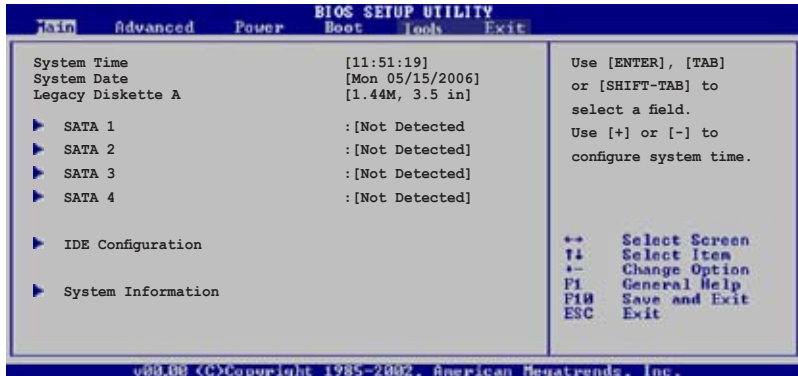 BIOS SETUP UTILITY
Main Advanced Power Boot Tools Exit
System Time [11:51:19]
System Date [Mon 05/15/2006]
Legacy Diskette A [1.44M, 3.5 in]
SATA 1 :[Not Detected
SATA 2 :[Not Detected]
SATA 3 :[Not Detected]
SATA 4 :[Not Detected]
IDE Configuration
System Information
Use [ENTER], [TAB]
or [SHIFT-TAB] to
select a field.
Use [+] or [-] to
configure system time.
↔ Select Screen
↑↓ Select Item
+- Change Option
F1 General Help
F10 Save and Exit
ESC Exit
v00.00 (C)Copyright 1985-2002, American Megatrends, Inc.